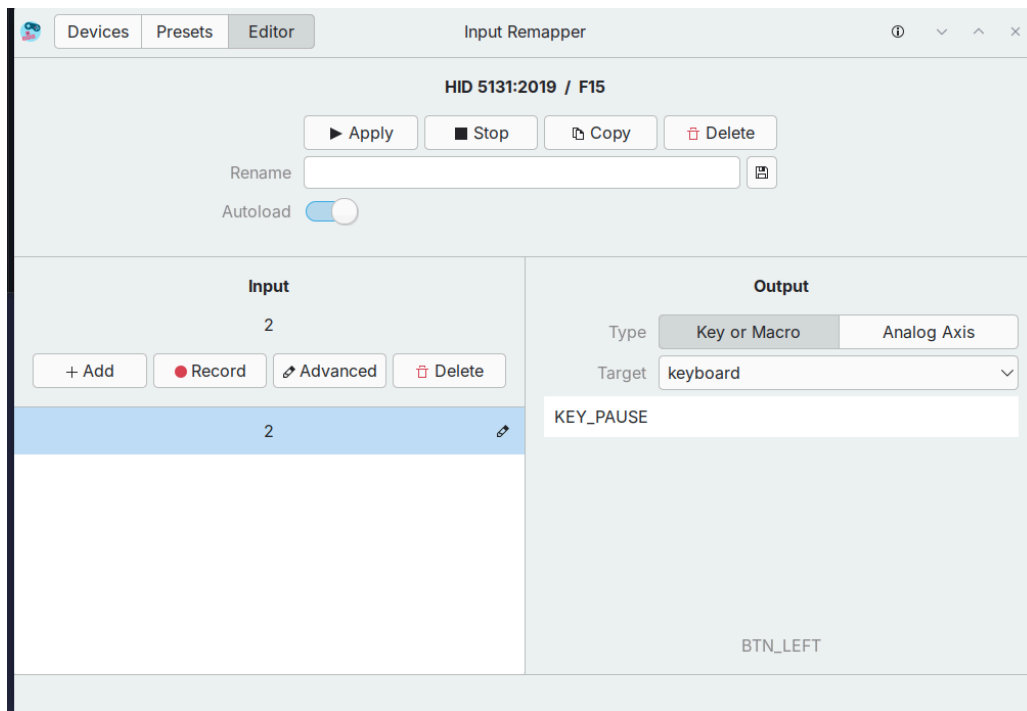 Devices Presets Editor Input Remapper
HID 5131:2019 / F15
Apply Stop Copy Delete
Rename
Autoload
Input
2
+ Add Record Advanced Delete
2
Output
Type Key or Macro Analog Axis
Target keyboard
KEY_PAUSE
BTN_LEFT